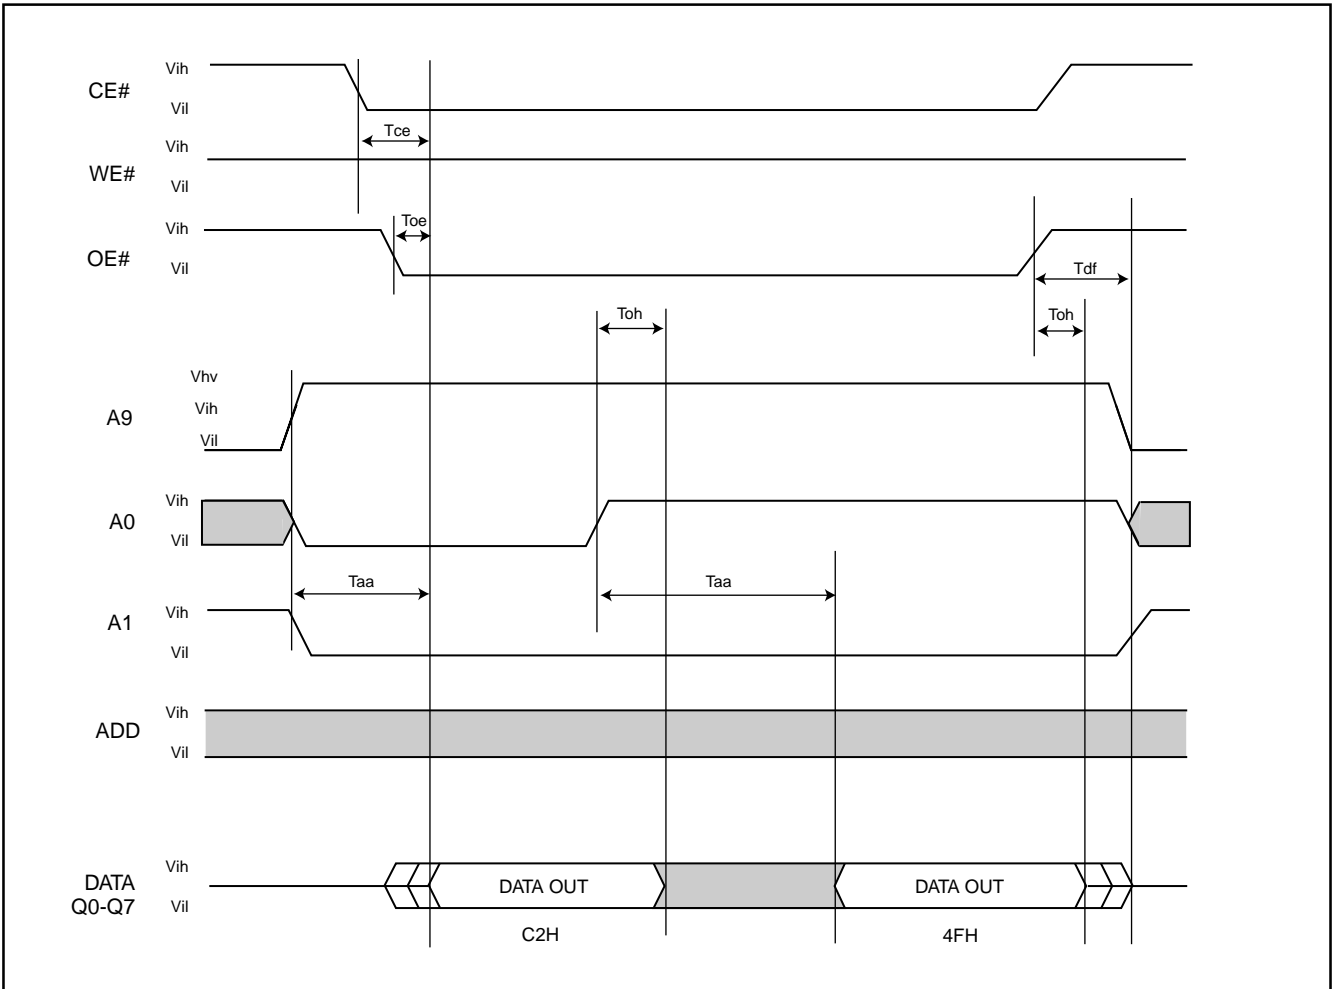 Vih
CE#
Vil
Tce
Vih
WE#
Vil
Vih
Toe
OE#
Vil
Tdf
Toh
Toh
Vhv
Vih
A9
Vil
Vih
A0
Vil
Taa
Taa
Vih
A1
Vil
Vih
ADD
Vil
Vih
DATA
Q0-Q7
Vil
DATA OUT
DATA OUT
C2H
4FH